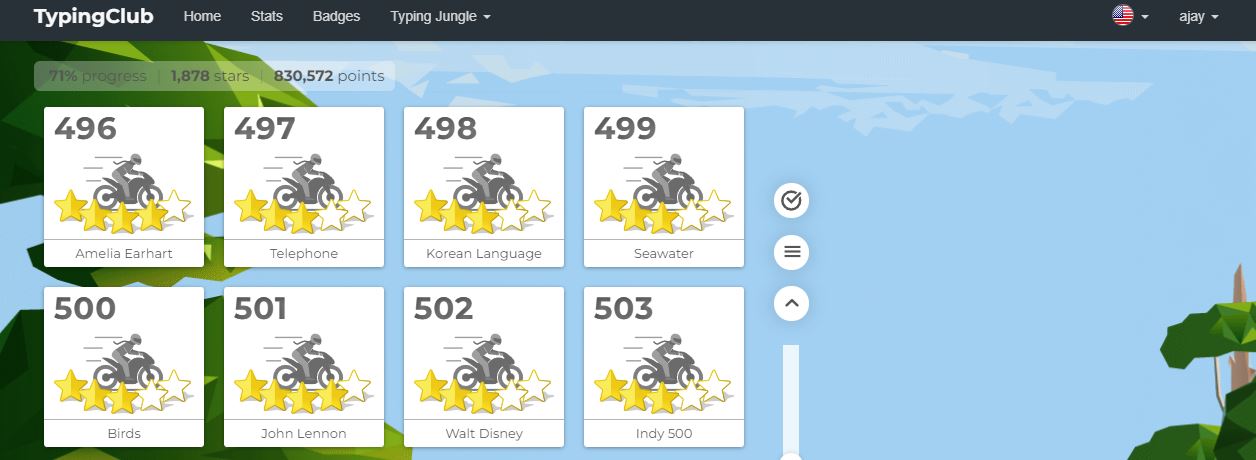 TypingClub Home Stats Badges Typing Jungle ajay
71% progress | 1,878 stars | 830,572 points
496 497 498 499
Amelia Earhart Telephone Korean Language Seawater
500 501 502 503
Birds John Lennon Walt Disney Indy 500